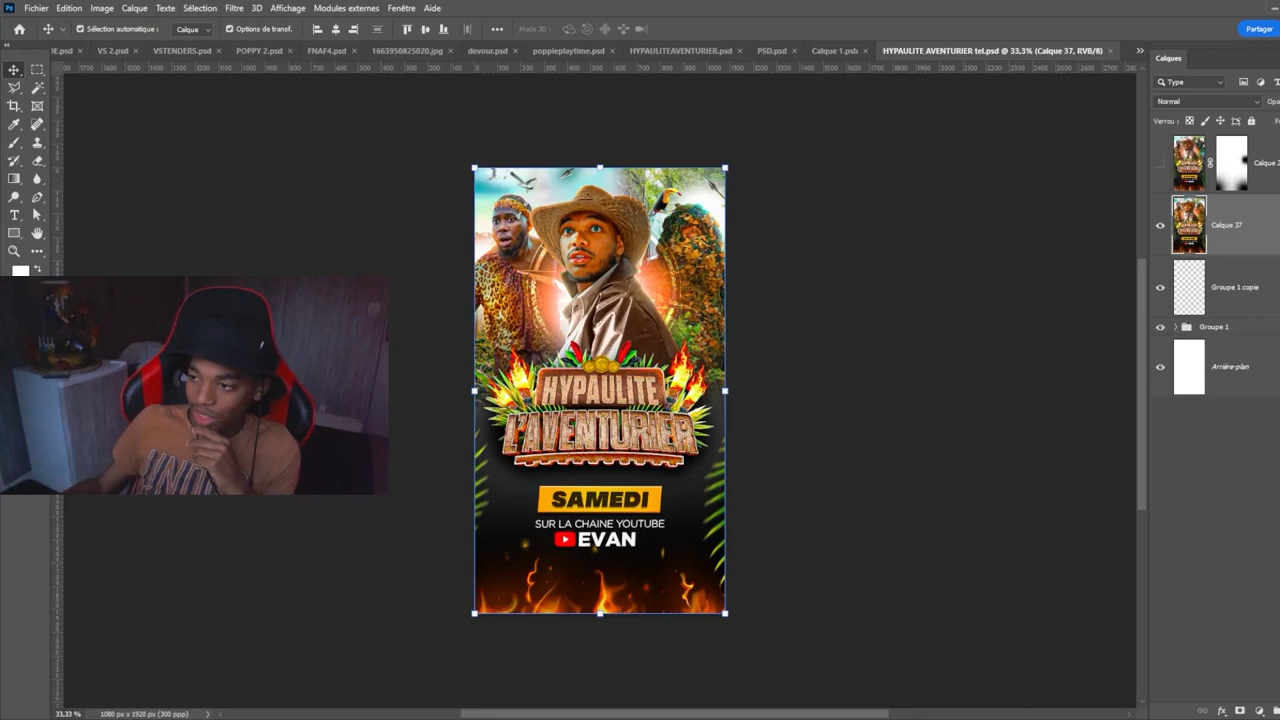 Ps Fichier Edition Image Calque Texte Sélection Filtre 3D Affichage Modules externes Fenêtre Aide
Sélection automatique : Calque Options de transf. Mode 3D : Partager
VS 2.psd × VSTENDERS.psd × POPPY 2.psd × FNAF4.psd × 1663950825020.jpg × devour.psd × poppieplaytime.psd × HYPAULITEAVENTURIER.psd × PSD.psd × Calque 1.psb × HYPAULITE AVENTURIER tel.psd @ 33,3% (Calque 37, RVB/8) ×
Calques
Type
Normal
Verrou :
Calque 2
Calque 37
Groupe 1 copie
Groupe 1
Arrière-plan
HYPAULITE
L'AVENTURIER
SAMEDI
SUR LA CHAINE YOUTUBE
EVAN
33,33 % 1080 px x 1920 px (300 ppp)